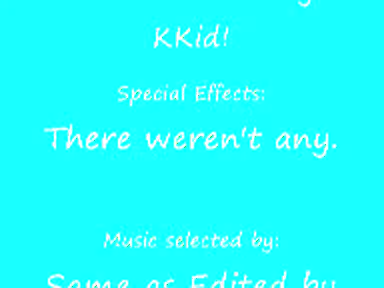 KKid!
Special Effects:
There weren't any.
Music selected by:
Same as Edited by